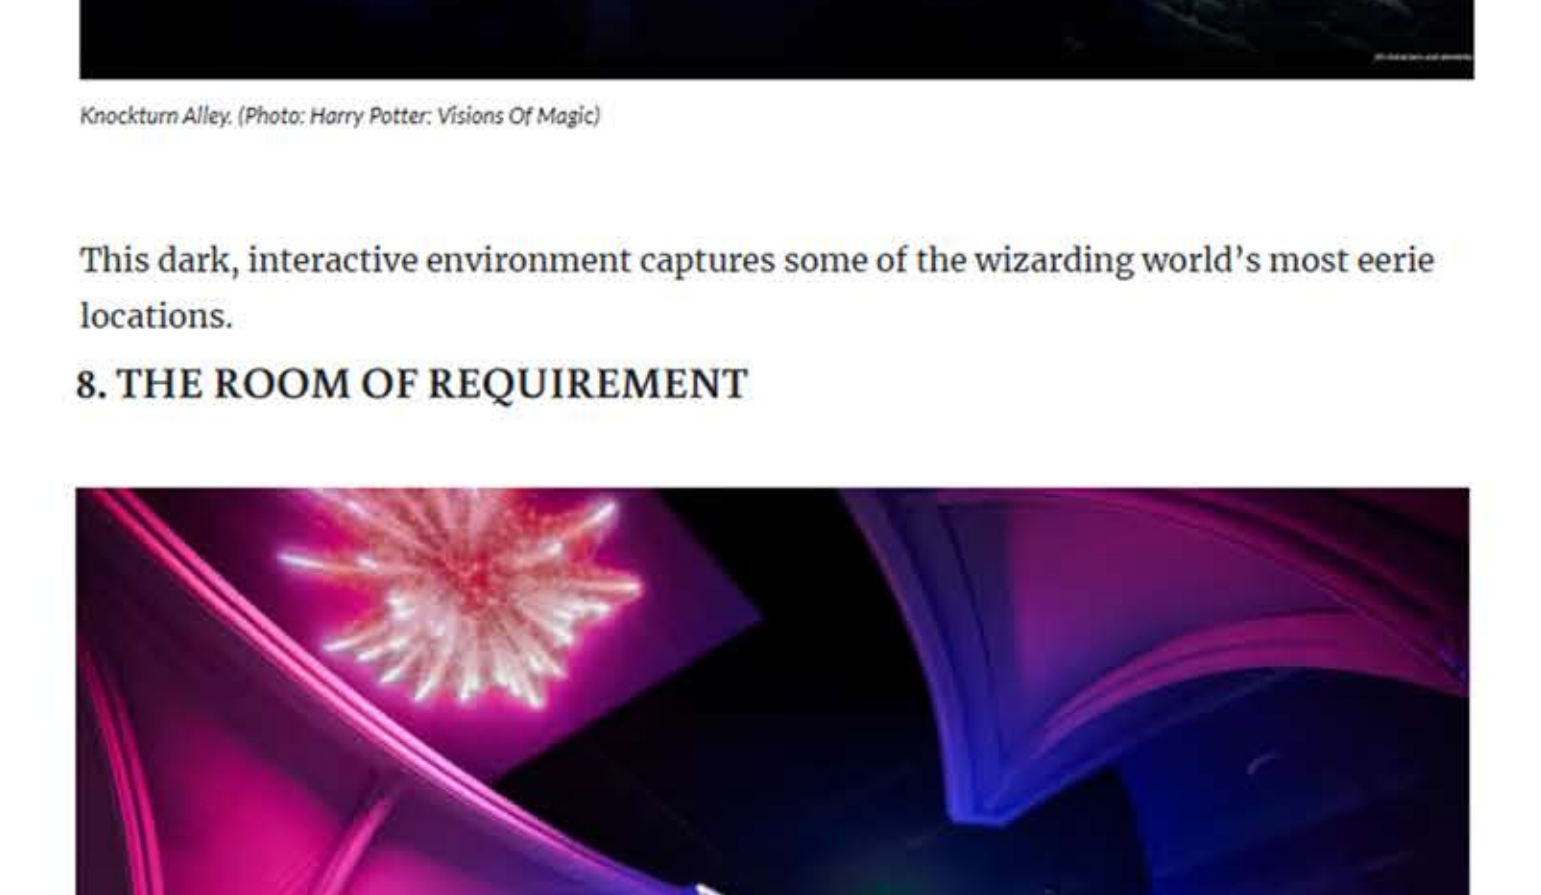 Knockturn Alley. (Photo: Harry Potter: Visions Of Magic)
This dark, interactive environment captures some of the wizarding world’s most eerie
locations.
8. THE ROOM OF REQUIREMENT